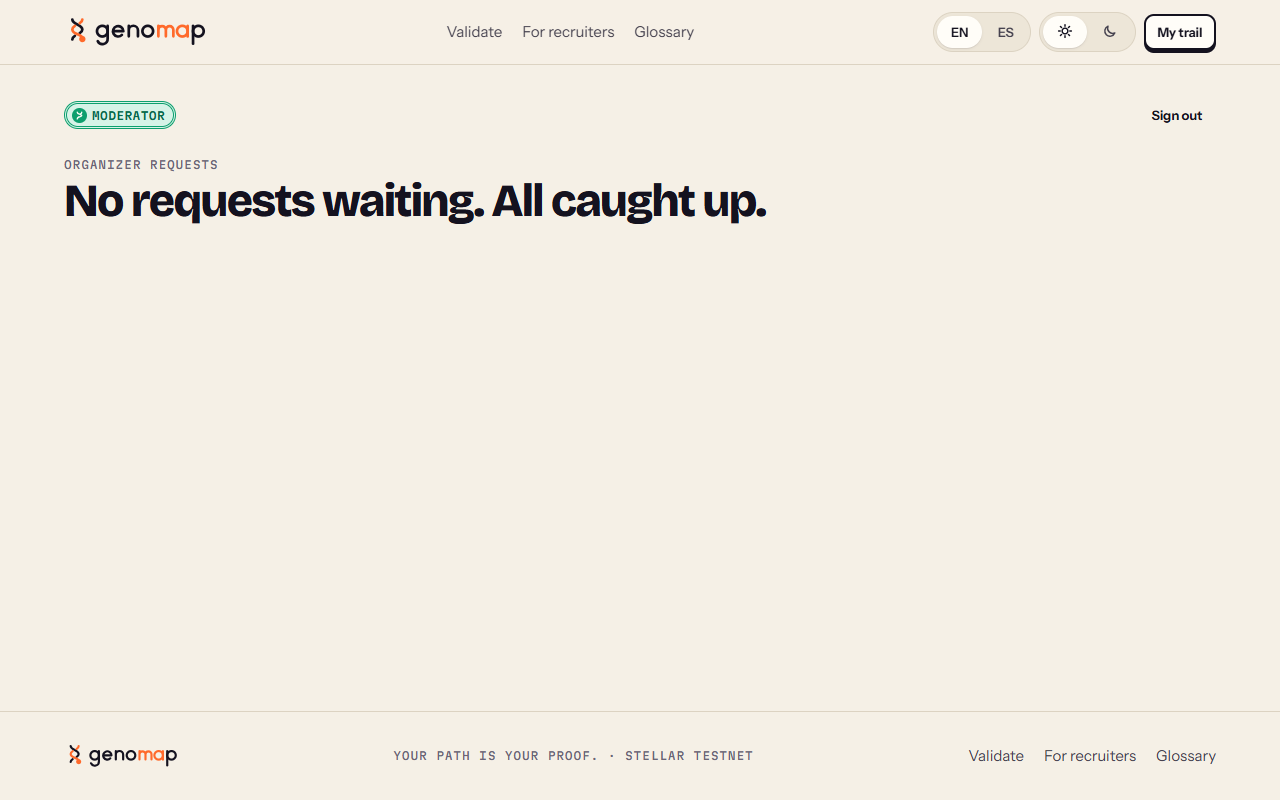 genomap
Validate
For recruiters
Glossary
EN
ES
My trail
MODERATOR
Sign out
ORGANIZER REQUESTS
No requests waiting. All caught up.
genomap
YOUR PATH IS YOUR PROOF. · STELLAR TESTNET
Validate
For recruiters
Glossary